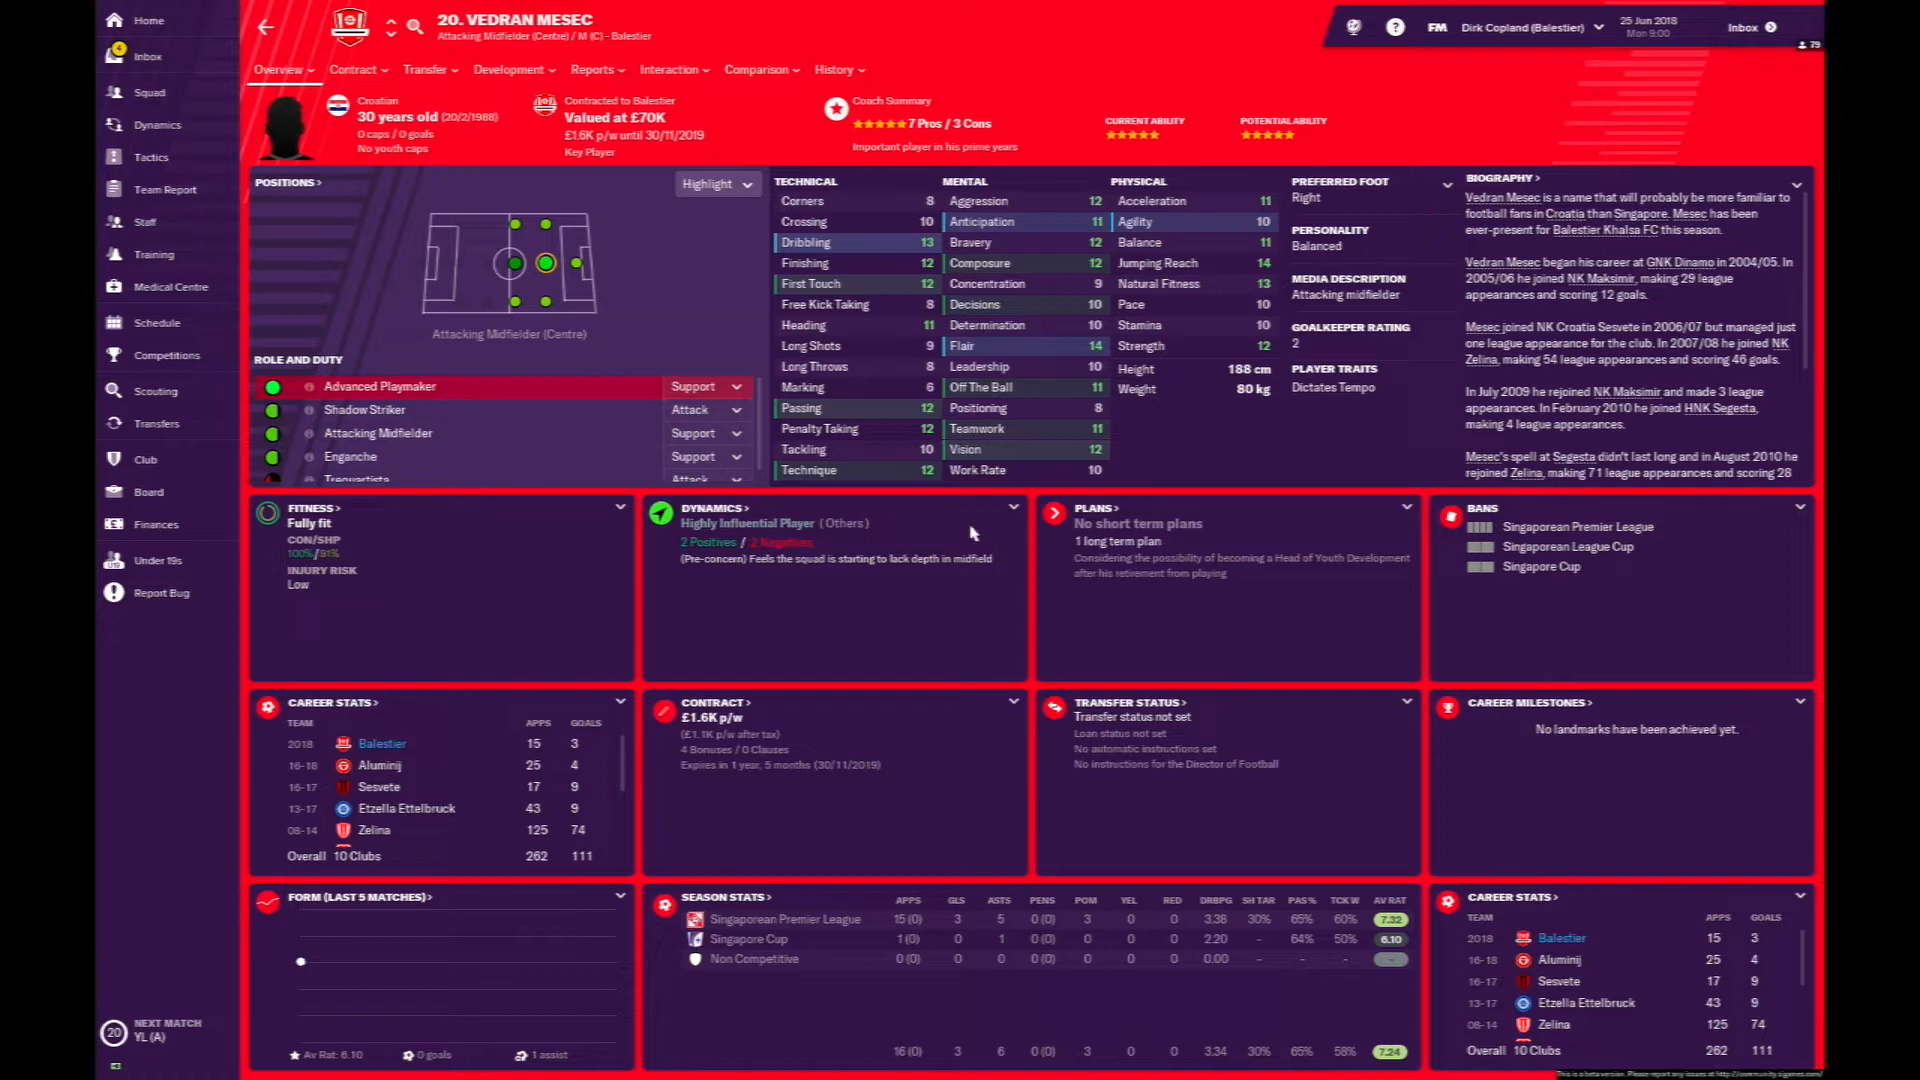 Home
4
Inbox
Squad
Dynamics
Tactics
Team Report
Staff
Training
Medical Centre
Schedule
Competitions
Scouting
Transfers
Club
Board
Finances
Under 19s
Report Bug
20 NEXT MATCH
YL (A)
20. VEDRAN MESEC
Attacking Midfielder (Centre) / M (C) - Balestier
FM Dirk Copland (Balestier)
25 Jun 2018
Mon 9:00
Inbox
79
Overview Contract Transfer Development Reports Interaction Comparison History
Croatian
30 years old (20/2/1988)
0 caps / 0 goals
No youth caps
Contracted to Balestier
Valued at £70K
£1.6K p/w until 30/11/2019
Key Player
Coach Summary
7 Pros / 3 Cons
Important player in his prime years
CURRENT ABILITY
POTENTIAL ABILITY
POSITIONS >
Highlight
Attacking Midfielder (Centre)
ROLE AND DUTY
Advanced Playmaker Support
Shadow Striker Attack
Attacking Midfielder Support
Enganche Support
Trequartista Attack
TECHNICAL
Corners 8
Crossing 10
Dribbling 13
Finishing 12
First Touch 12
Free Kick Taking 8
Heading 11
Long Shots 9
Long Throws 8
Marking 6
Passing 12
Penalty Taking 12
Tackling 10
Technique 12
MENTAL
Aggression 12
Anticipation 11
Bravery 12
Composure 12
Concentration 9
Decisions 10
Determination 10
Flair 14
Leadership 10
Off The Ball 11
Positioning 8
Teamwork 11
Vision 12
Work Rate 10
PHYSICAL
Acceleration 11
Agility 10
Balance 11
Jumping Reach 14
Natural Fitness 13
Pace 10
Stamina 10
Strength 12
Height 188 cm
Weight 80 kg
PREFERRED FOOT
Right
PERSONALITY
Balanced
MEDIA DESCRIPTION
Attacking midfielder
GOALKEEPER RATING
2
PLAYER TRAITS
Dictates Tempo
BIOGRAPHY >
Vedran Mesec is a name that will probably be more familiar to
football fans in Croatia than Singapore. Mesec has been
ever-present for Balestier Khalsa FC this season.
Vedran Mesec began his career at GNK Dinamo in 2004/05. In
2005/06 he joined NK Maksimir, making 29 league
appearances and scoring 12 goals.
Mesec joined NK Croatia Sesvete in 2006/07 but managed just
one league appearance for the club. In 2007/08 he joined NK
Zelina, making 54 league appearances and scoring 46 goals.
In July 2009 he rejoined NK Maksimir and made 3 league
appearances. In February 2010 he joined HNK Segesta,
making 4 league appearances.
Mesec's spell at Segesta didn't last long and in August 2010 he
rejoined Zelina, making 71 league appearances and scoring 28
FITNESS >
Fully fit
CON/SHP
100%/91%
INJURY RISK
Low
DYNAMICS >
Highly Influential Player (Others)
2 Positives / 2 Negatives
(Pre-concern) Feels the squad is starting to lack depth in midfield
PLANS >
No short term plans
1 long term plan
Considering the possibility of becoming a Head of Youth Development
after his retirement from playing
BANS
Singaporean Premier League
Singaporean League Cup
Singapore Cup
CAREER STATS >
TEAM APPS GOALS
2018 Balestier 15 3
16-18 Aluminij 25 4
16-17 Sesvete 17 9
13-17 Etzella Ettelbruck 43 9
08-14 Zelina 125 74
Overall 10 Clubs 262 111
CONTRACT >
£1.6K p/w
(£1.1K p/w after tax)
4 Bonuses / 0 Clauses
Expires in 1 year, 5 months (30/11/2019)
TRANSFER STATUS >
Transfer status not set
Loan status not set
No automatic instructions set
No instructions for the Director of Football
CAREER MILESTONES >
No landmarks have been achieved yet.
FORM (LAST 5 MATCHES) >
Av Rat: 6.10 0 goals 1 assist
SEASON STATS >
APPS GLS ASTS PENS POM YEL RED DRBPG SH TAR PAS % TCK W AV RAT
Singaporean Premier League 15 (0) 3 5 0 (0) 3 0 0 3.38 30% 65% 60% 7.32
Singapore Cup 1 (0) 0 1 0 (0) 0 0 0 2.20 - 64% 50% 6.10
Non Competitive 0 (0) 0 0 0 (0) 0 0 0 0.00 - - - -
16 (0) 3 6 0 (0) 3 0 0 3.34 30% 65% 58% 7.24
CAREER STATS >
TEAM APPS GOALS
2018 Balestier 15 3
16-18 Aluminij 25 4
16-17 Sesvete 17 9
13-17 Etzella Ettelbruck 43 9
08-14 Zelina 125 74
Overall 10 Clubs 262 111
This is a beta version. Please report any issues at http://community.sigames.com/